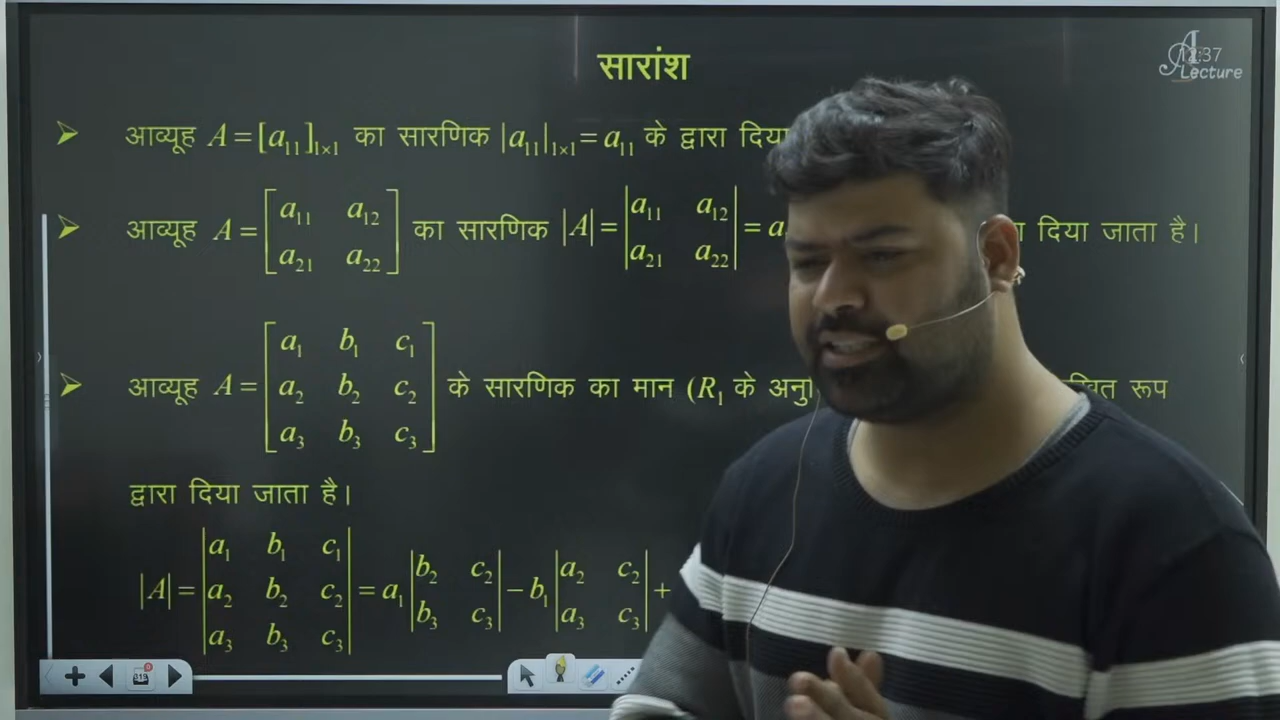 सारांश
12:37
A Lecture
➤ आव्यूह A = [a₁₁]₁ₓ₁ का सारणिक |a₁₁|₁ₓ₁ = a₁₁ के द्वारा
➤ आव्यूह A = [a₁₁ a₁₂; a₂₁ a₂₂] का सारणिक |A| = |a₁₁ a₁₂; a₂₁ a₂₂| = दिया जाता है।
➤ आव्यूह A = [a₁ b₁ c₁; a₂ b₂ c₂; a₃ b₃ c₃] के सारणिक का मान (R₁ के रूप
द्वारा दिया जाता है।
|A| = |a₁ b₁ c₁; a₂ b₂ c₂; a₃ b₃ c₃| = a₁ |b₂ c₂; b₃ c₃| − b₁ |a₂ c₂; a₃ c₃| +